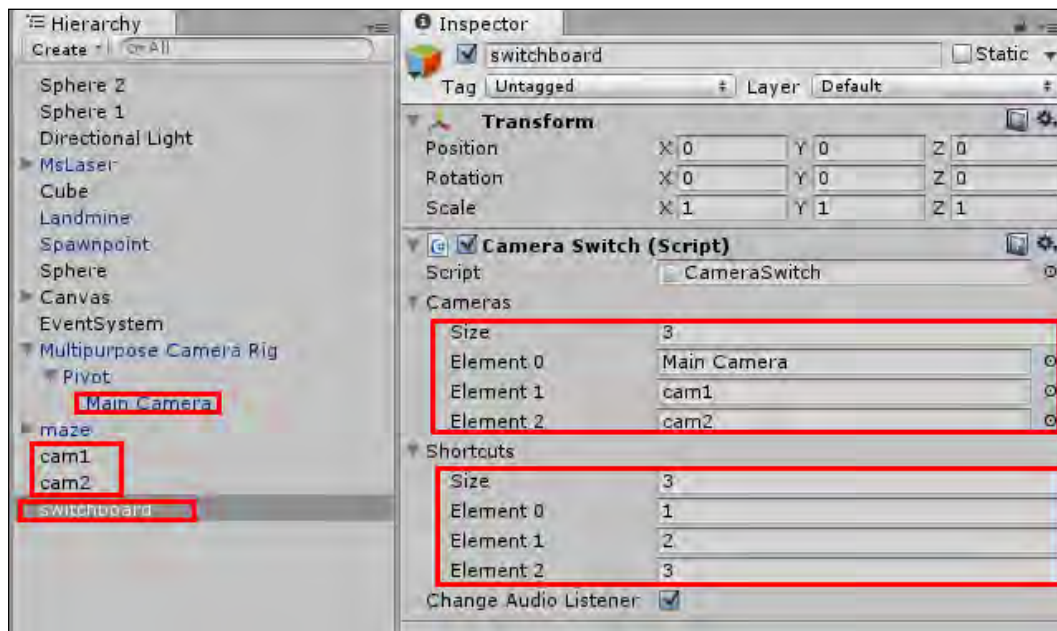 Hierarchy
Create All
Sphere 2
Sphere 1
Directional Light
MsLaser
Cube
Landmine
Spawnpoint
Sphere
Canvas
EventSystem
Multipurpose Camera Rig
Pivot
Main Camera
maze
cam1
cam2
switchboard
Inspector
switchboard Static
Tag Untagged Layer Default
Transform
Position X 0 Y 0 Z 0
Rotation X 0 Y 0 Z 0
Scale X 1 Y 1 Z 1
Camera Switch (Script)
Script CameraSwitch
Cameras
Size 3
Element 0 Main Camera
Element 1 cam1
Element 2 cam2
Shortcuts
Size 3
Element 0 1
Element 1 2
Element 2 3
Change Audio Listener